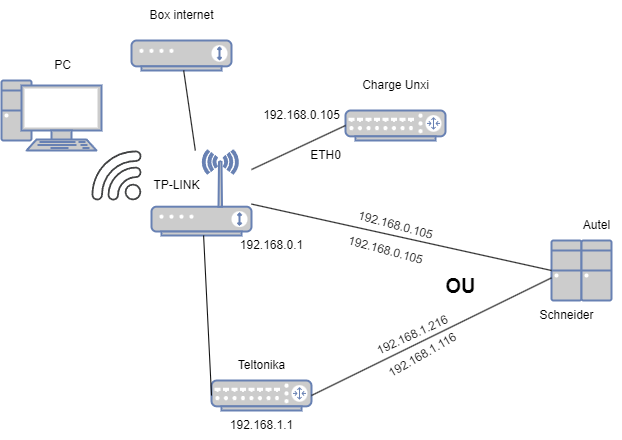 Box internet
PC
Charge Unxi
192.168.0.105
ETH0
TP-LINK
192.168.0.1
192.168.0.105
192.168.0.105
Autel
OU
Schneider
192.168.1.216
192.168.1.116
Teltonika
192.168.1.1